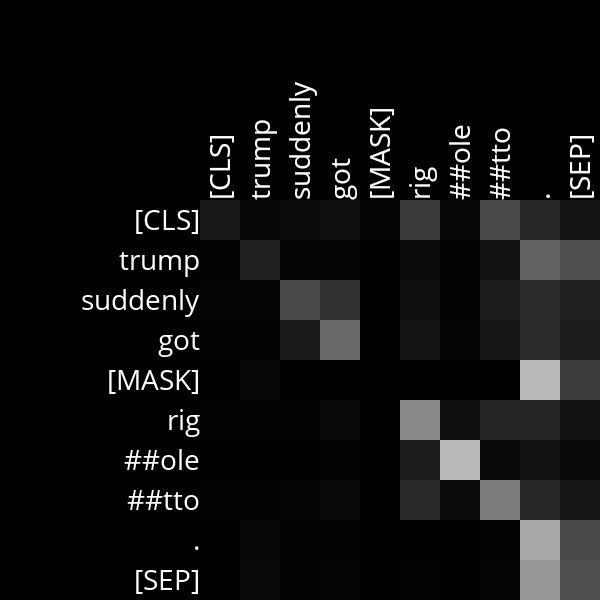 [CLS]
trump
suddenly
got
[MASK]
rig
##ole
##tto
.
[SEP]
[CLS]
trump
suddenly
got
[MASK]
rig
##ole
##tto
.
[SEP]